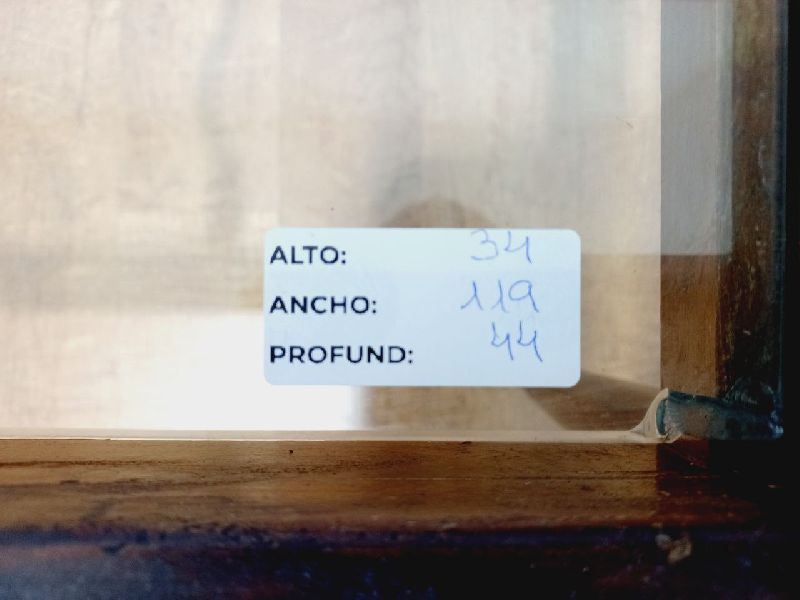 ALTO: 34
ANCHO: 119
PROFUND: 44